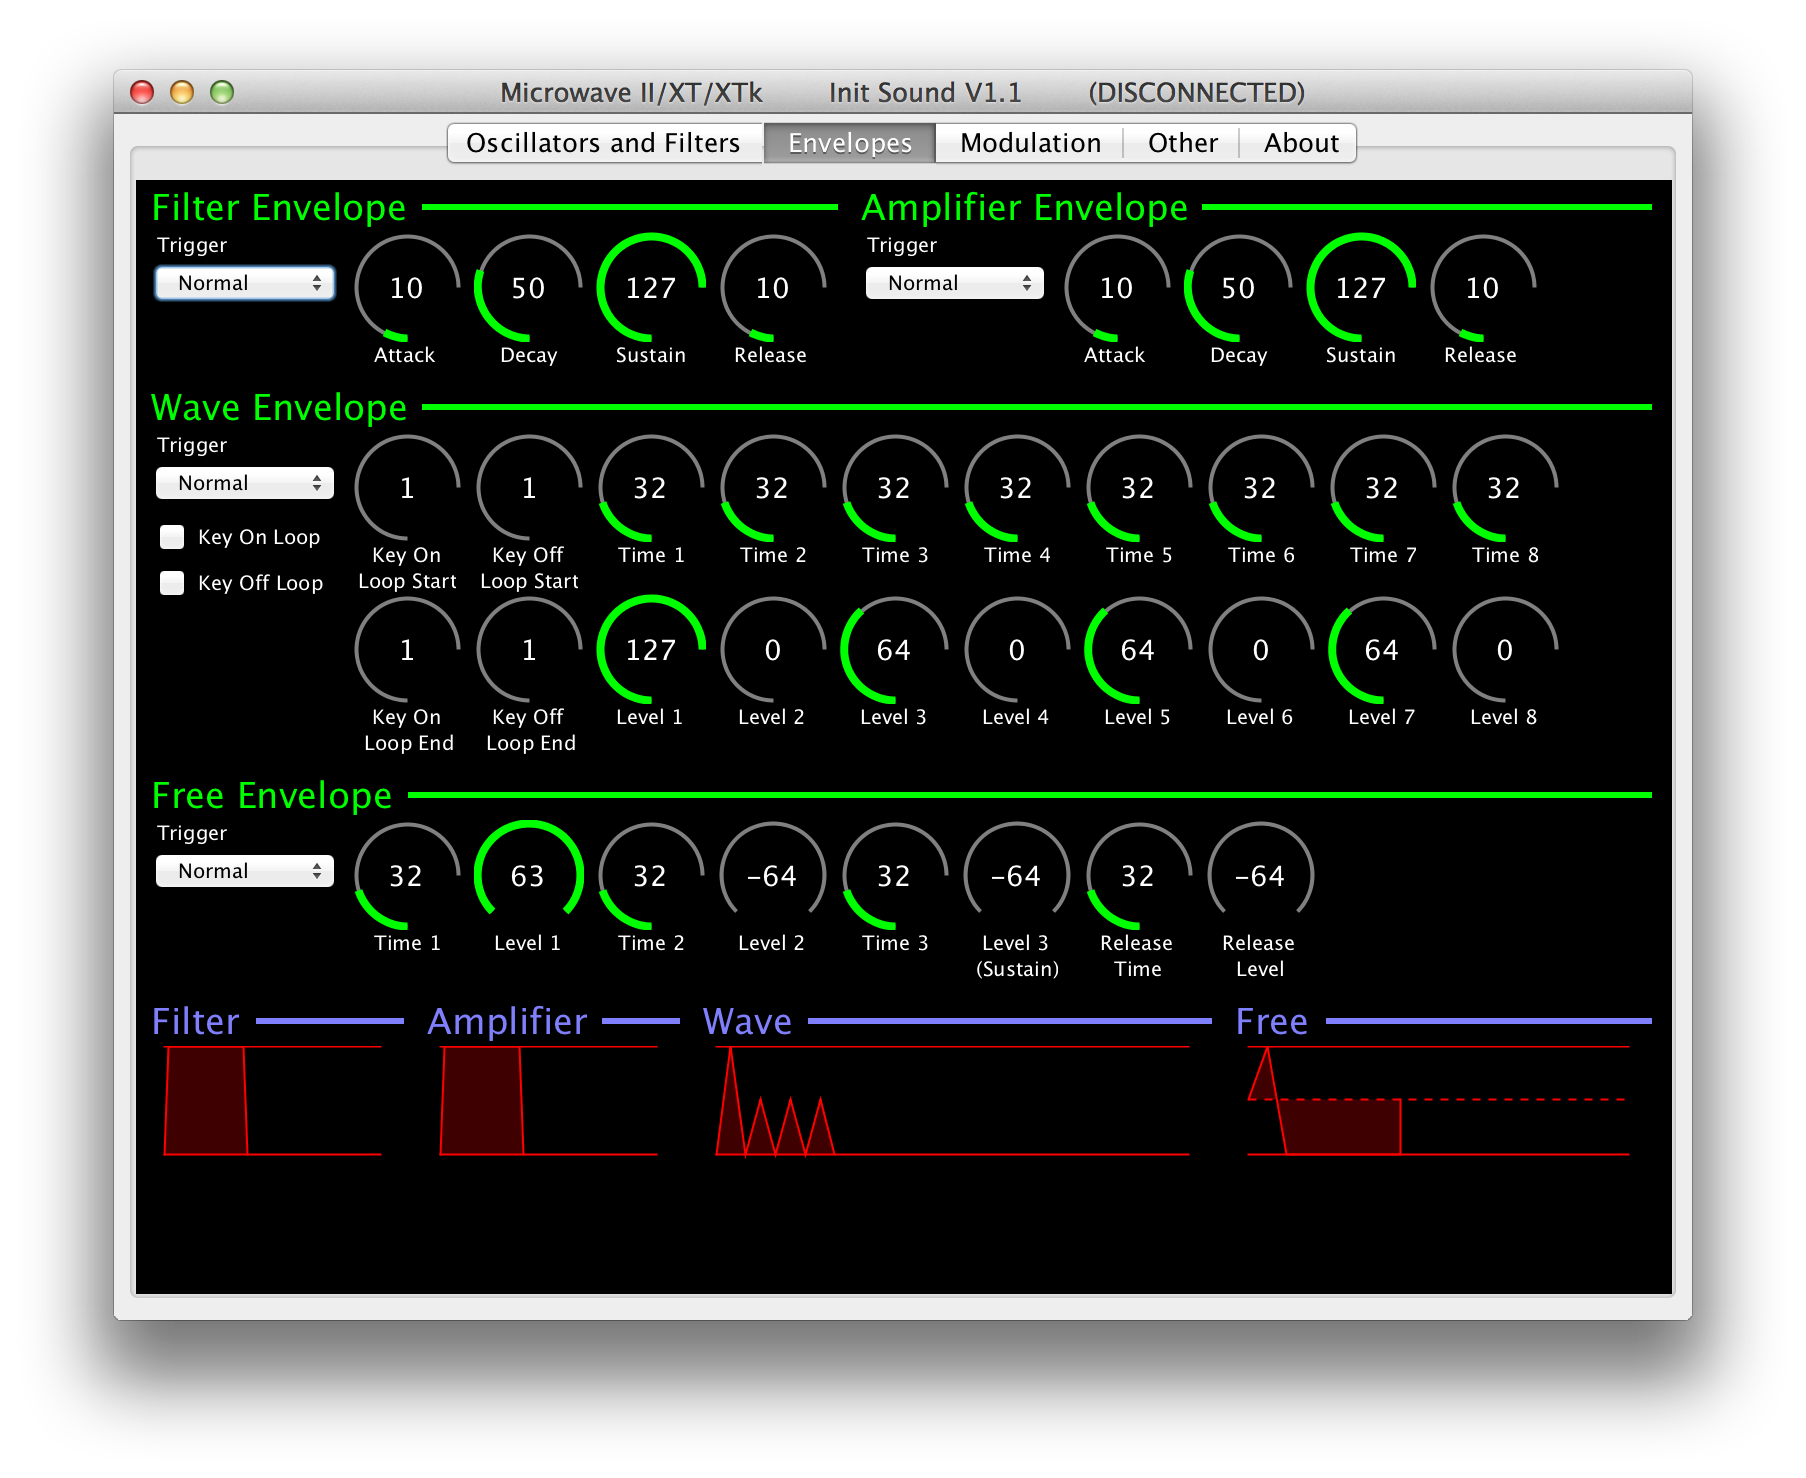 Microwave II/XT/XTk Init Sound V1.1 (DISCONNECTED)
Oscillators and Filters Envelopes Modulation Other About
Filter Envelope Amplifier Envelope
Trigger Trigger
Normal 10 50 127 10 Normal 10 50 127 10
Attack Decay Sustain Release Attack Decay Sustain Release
Wave Envelope
Trigger
Normal 1 1 32 32 32 32 32 32 32 32
Key On Loop
Key On Key Off Time 1 Time 2 Time 3 Time 4 Time 5 Time 6 Time 7 Time 8
Key Off Loop Loop Start Loop Start
1 1 127 0 64 0 64 0 64 0
Key On Key Off Level 1 Level 2 Level 3 Level 4 Level 5 Level 6 Level 7 Level 8
Loop End Loop End
Free Envelope
Trigger
Normal 32 63 32 -64 32 -64 32 -64
Time 1 Level 1 Time 2 Level 2 Time 3 Level 3 Release Release
(Sustain) Time Level
Filter Amplifier Wave Free